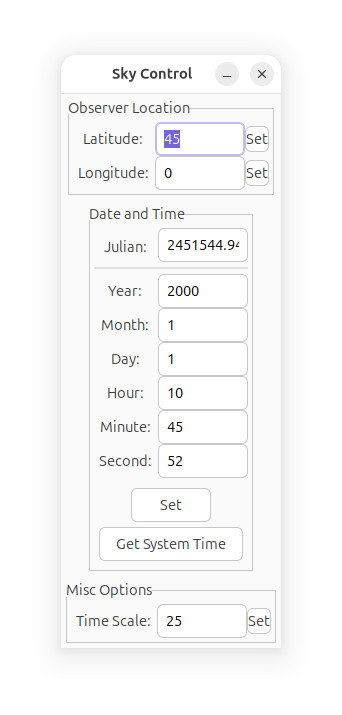 Sky Control
Observer Location
Latitude: 45 Set
Longitude: 0 Set
Date and Time
Julian: 2451544.94
Year: 2000
Month: 1
Day: 1
Hour: 10
Minute: 45
Second: 52
Set
Get System Time
Misc Options
Time Scale: 25 Set